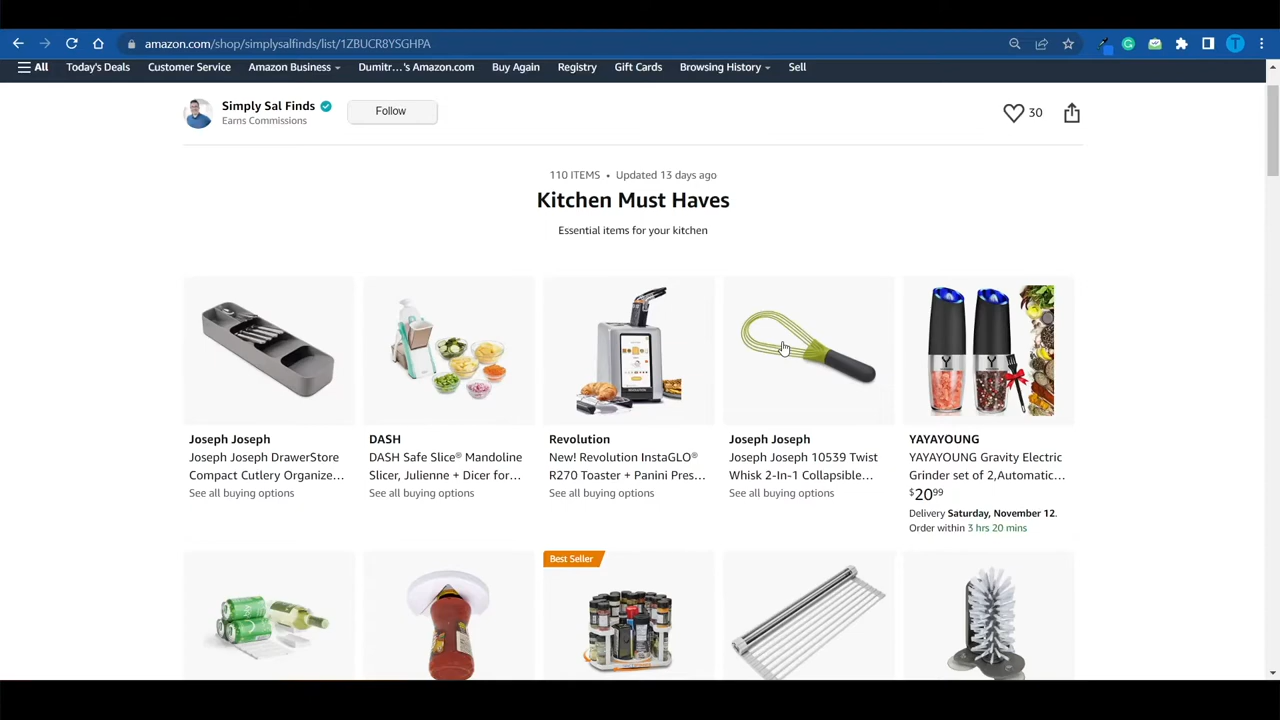 amazon.com/shop/simplysalfinds/list/1ZBUCR8YSGHPA
T
All Today's Deals Customer Service Amazon Business Dumitr...'s Amazon.com Buy Again Registry Gift Cards Browsing History Sell
Simply Sal Finds
Earns Commissions
Follow
30
110 ITEMS • Updated 13 days ago
Kitchen Must Haves
Essential items for your kitchen
Joseph Joseph
Joseph Joseph DrawerStore
Compact Cutlery Organize...
See all buying options
DASH
DASH Safe Slice® Mandoline
Slicer, Julienne + Dicer for...
See all buying options
Revolution
New! Revolution InstaGLO®
R270 Toaster + Panini Pres...
See all buying options
Joseph Joseph
Joseph Joseph 10539 Twist
Whisk 2-In-1 Collapsible...
See all buying options
YAYAYOUNG
YAYAYOUNG Gravity Electric
Grinder set of 2,Automatic...
$2099
Delivery Saturday, November 12.
Order within 3 hrs 20 mins
Best Seller